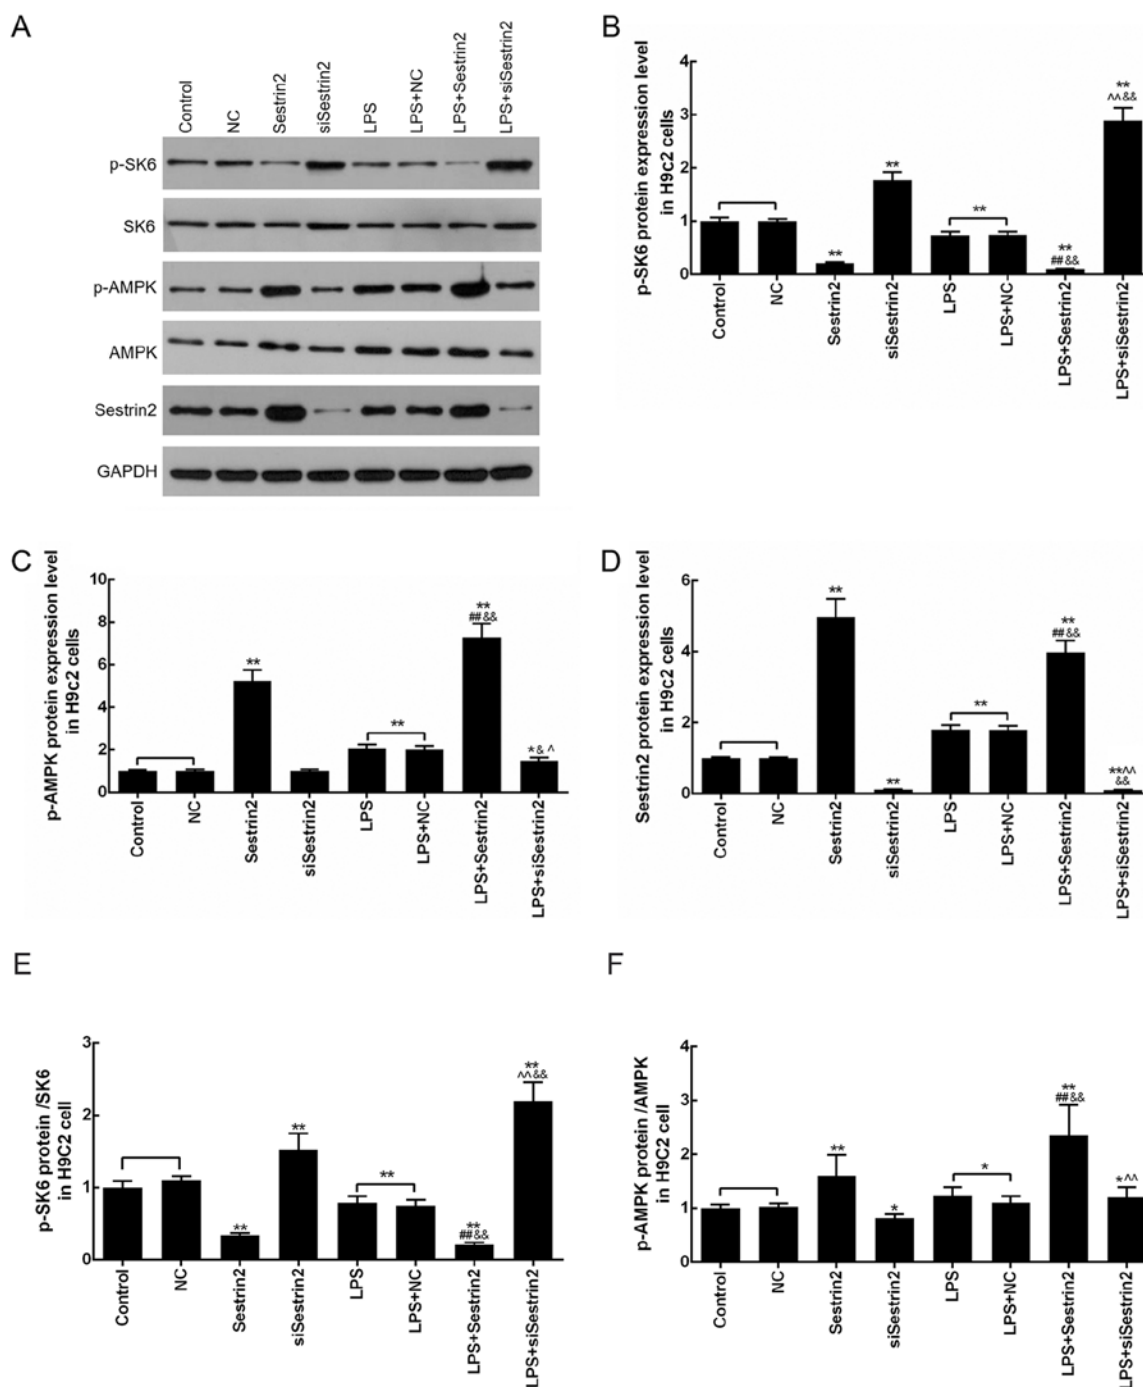 A
Control
NC
Sestrin2
siSestrin2
LPS
LPS+NC
LPS+Sestrin2
LPS+siSestrin2
p-SK6
SK6
p-AMPK
AMPK
Sestrin2
GAPDH
B
p-SK6 protein expression level
in H9c2 cells
4
3
2
1
0
**
**
**
**
##&&
**
^^&&
Control
NC
Sestrin2
siSestrin2
LPS
LPS+NC
LPS+Sestrin2
LPS+siSestrin2
C
p-AMPK protein expression level
in H9c2 cells
10
8
6
4
2
0
**
**
**
##&&
*&^
Control
NC
Sestrin2
siSestrin2
LPS
LPS+NC
LPS+Sestrin2
LPS+siSestrin2
D
Sestrin2 protein expression level
in H9c2 cells
6
4
2
0
**
**
**
**
##&&
**^^
&&
Control
NC
Sestrin2
siSestrin2
LPS
LPS+NC
LPS+Sestrin2
LPS+siSestrin2
E
p-SK6 protein /SK6
in H9C2 cell
3
2
1
0
**
**
**
**
##&&
**
^^&&
Control
NC
Sestrin2
siSestrin2
LPS
LPS+NC
LPS+Sestrin2
LPS+siSestrin2
F
p-AMPK protein /AMPK
in H9C2 cell
4
3
2
1
0
**
*
*
**
##&&
*^^
Control
NC
Sestrin2
siSestrin2
LPS
LPS+NC
LPS+Sestrin2
LPS+siSestrin2